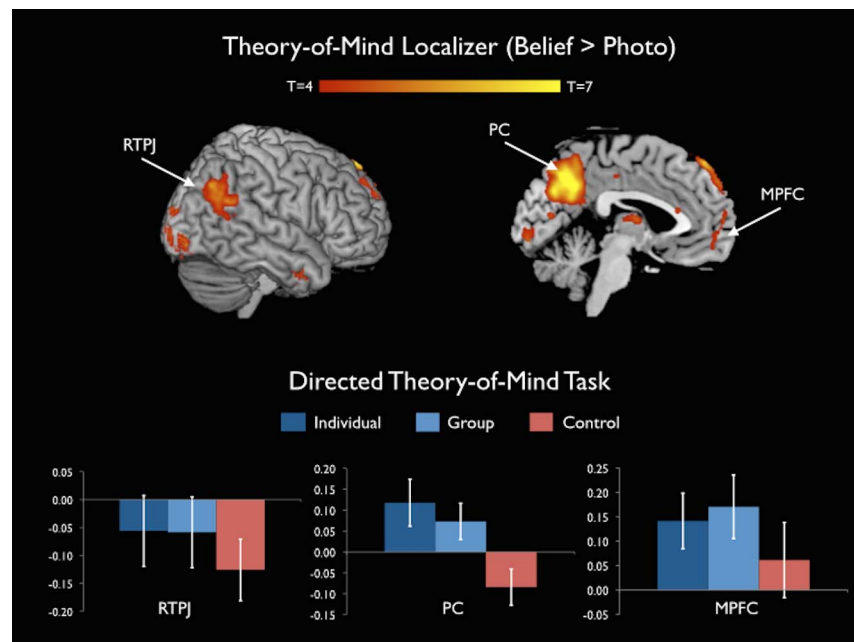 Theory-of-Mind Localizer (Belief > Photo)
T=4 T=7
RTPJ
PC
MPFC
Directed Theory-of-Mind Task
Individual Group Control
0.05
0.00
-0.05
-0.10
-0.15
-0.20
RTPJ
0.20
0.15
0.10
0.05
0.00
-0.05
-0.10
-0.15
PC
0.25
0.20
0.15
0.10
0.05
0.00
-0.05
MPFC